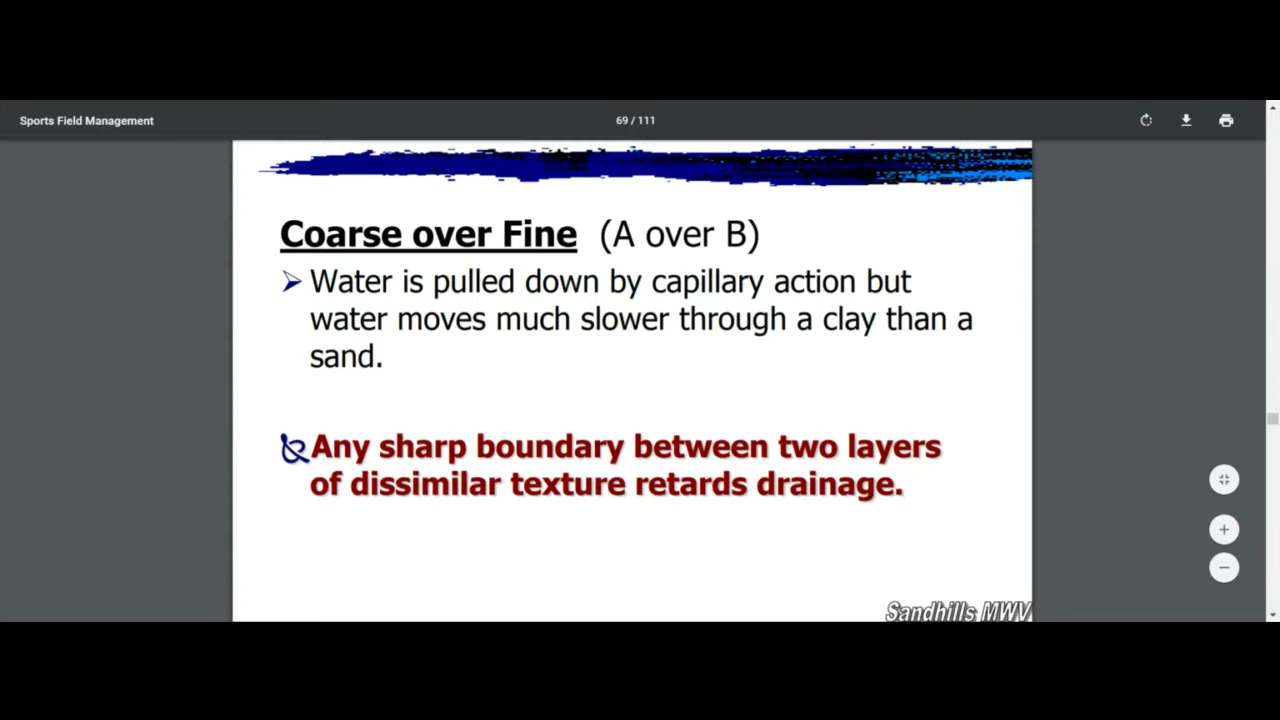 Sports Field Management
69 / 111
Coarse over Fine (A over B)
Water is pulled down by capillary action but
water moves much slower through a clay than a
sand.
Any sharp boundary between two layers
of dissimilar texture retards drainage.
Sandhills MWV